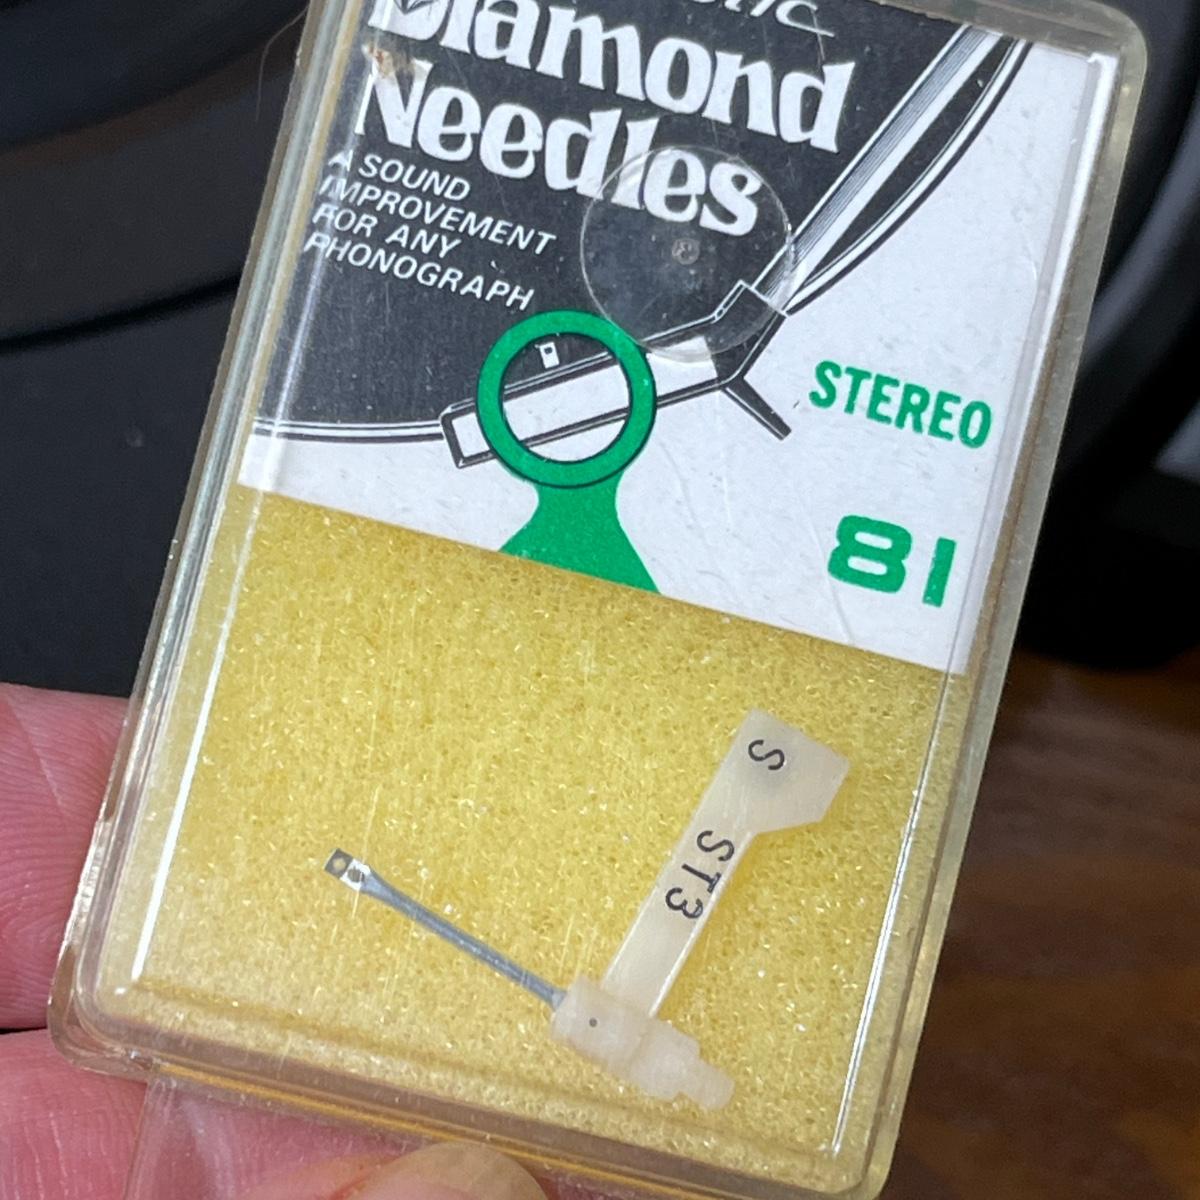 Diamond
Needles
A SOUND
IMPROVEMENT
FOR ANY
PHONOGRAPH
STEREO
81
S
ST3